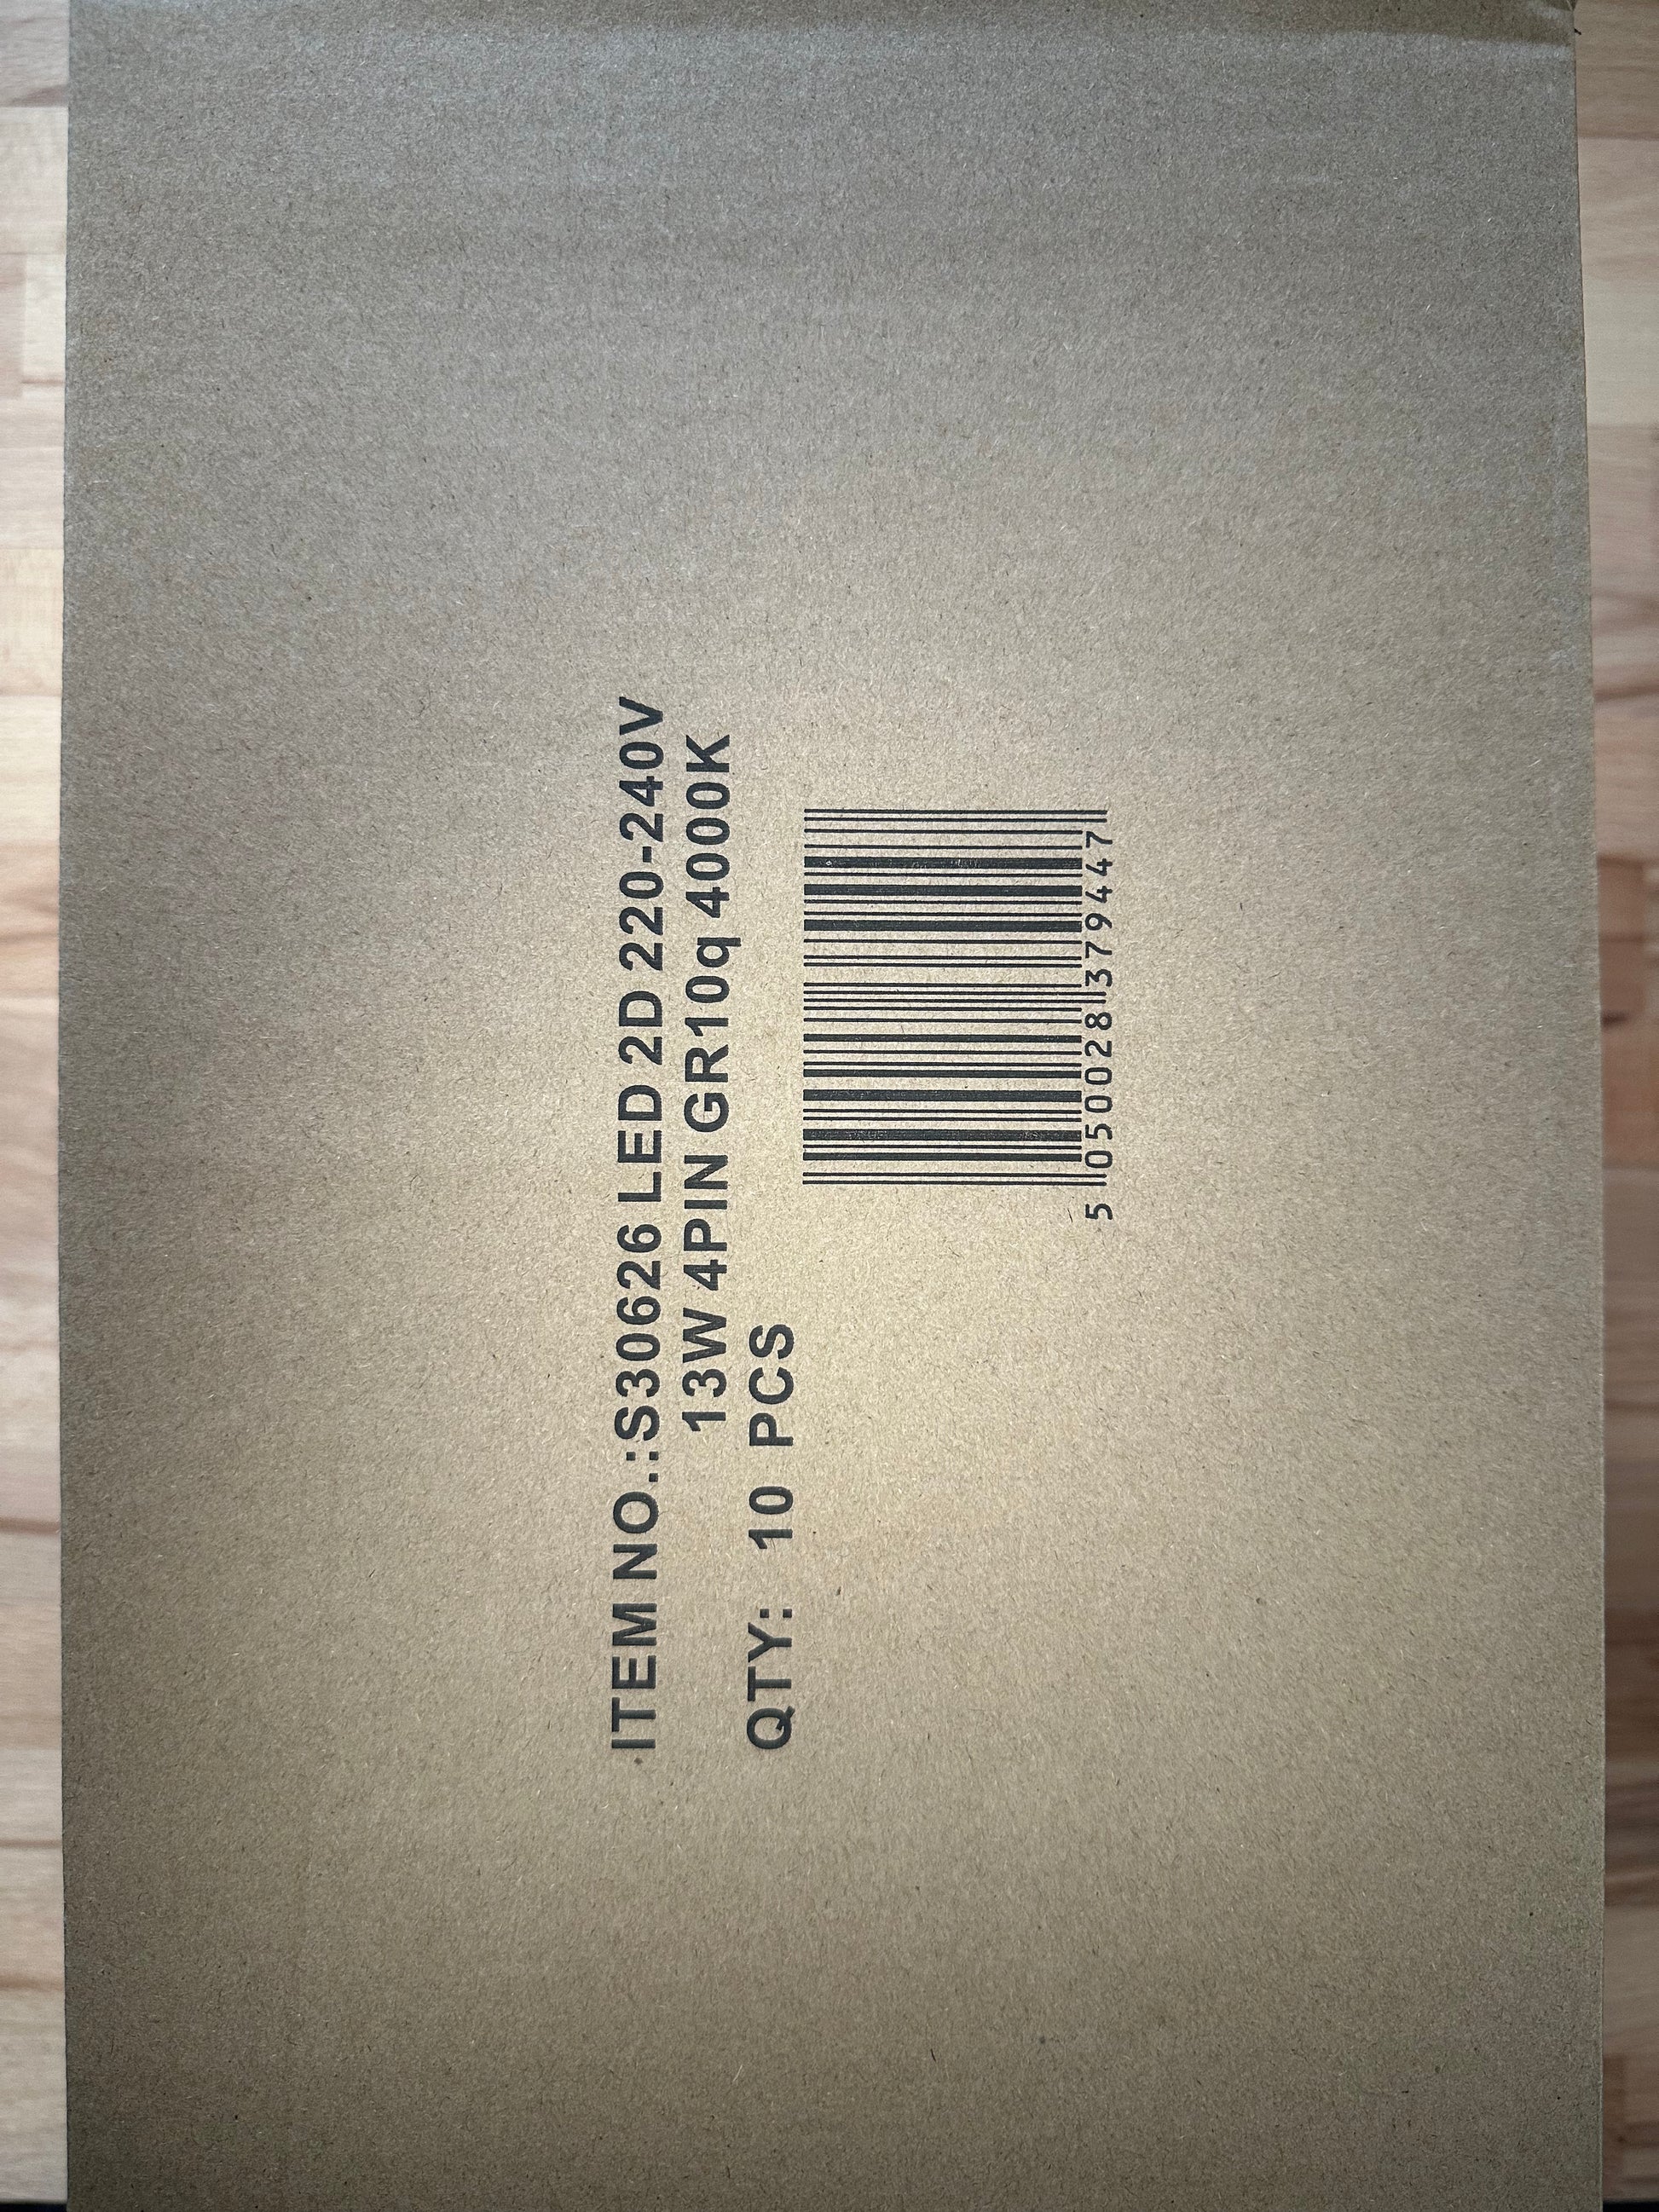 ITEM NO.:S30626 LED 2D 220-240V
13W 4PIN GR10q 4000K
QTY: 10 PCS
5 050028 379447